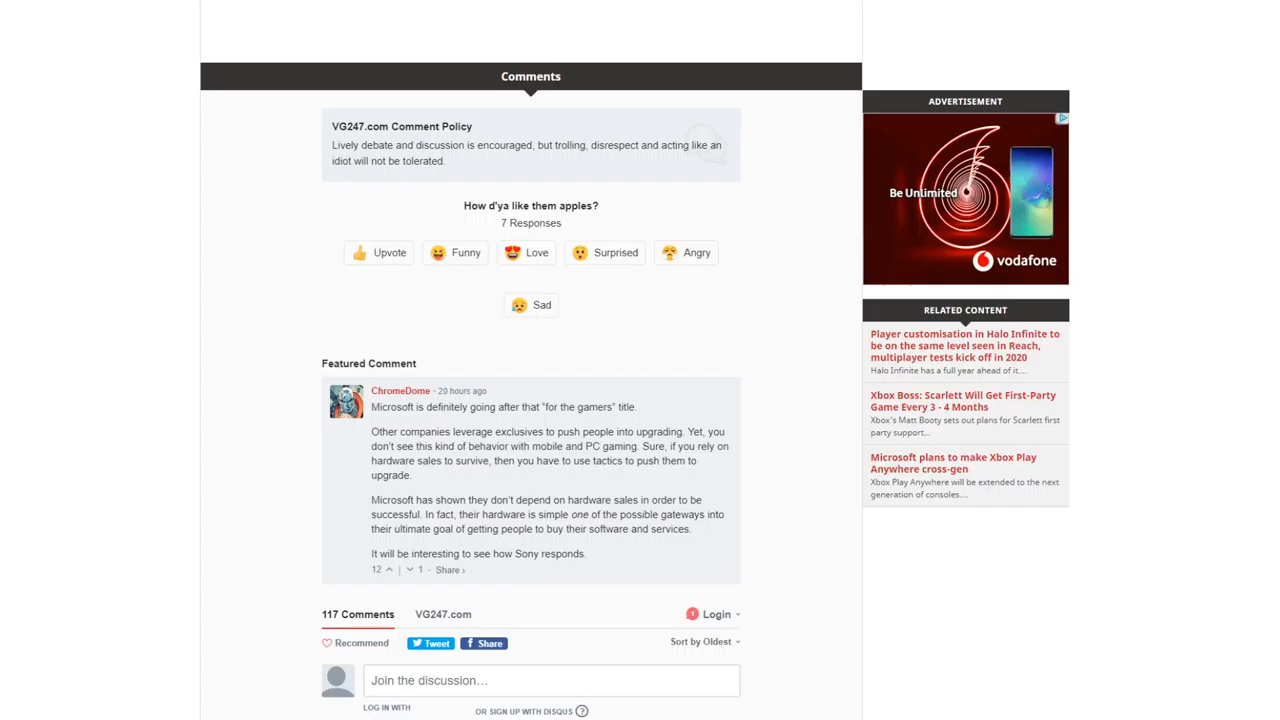 Comments
VG247.com Comment Policy
Lively debate and discussion is encouraged, but trolling, disrespect and acting like an
idiot will not be tolerated.
How d'ya like them apples?
7 Responses
Upvote
Funny
Love
Surprised
Angry
Sad
Featured Comment
ChromeDome · 20 hours ago
Microsoft is definitely going after that "for the gamers" title.
Other companies leverage exclusives to push people into upgrading. Yet, you
don't see this kind of behavior with mobile and PC gaming. Sure, if you rely on
hardware sales to survive, then you have to use tactics to push them to
upgrade.
Microsoft has shown they don't depend on hardware sales in order to be
successful. In fact, their hardware is simple one of the possible gateways into
their ultimate goal of getting people to buy their software and services.
It will be interesting to see how Sony responds.
12 | 1 · Share ›
117 Comments
VG247.com
1 Login
Recommend
Tweet
Share
Sort by Oldest
Join the discussion…
LOG IN WITH
OR SIGN UP WITH DISQUS ?
ADVERTISEMENT
Be Unlimited
vodafone
RELATED CONTENT
Player customisation in Halo Infinite to
be on the same level seen in Reach,
multiplayer tests kick off in 2020
Halo Infinite has a full year ahead of it....
Xbox Boss: Scarlett Will Get First-Party
Game Every 3 - 4 Months
Xbox's Matt Booty sets out plans for Scarlett first
party support...
Microsoft plans to make Xbox Play
Anywhere cross-gen
Xbox Play Anywhere will be extended to the next
generation of consoles....